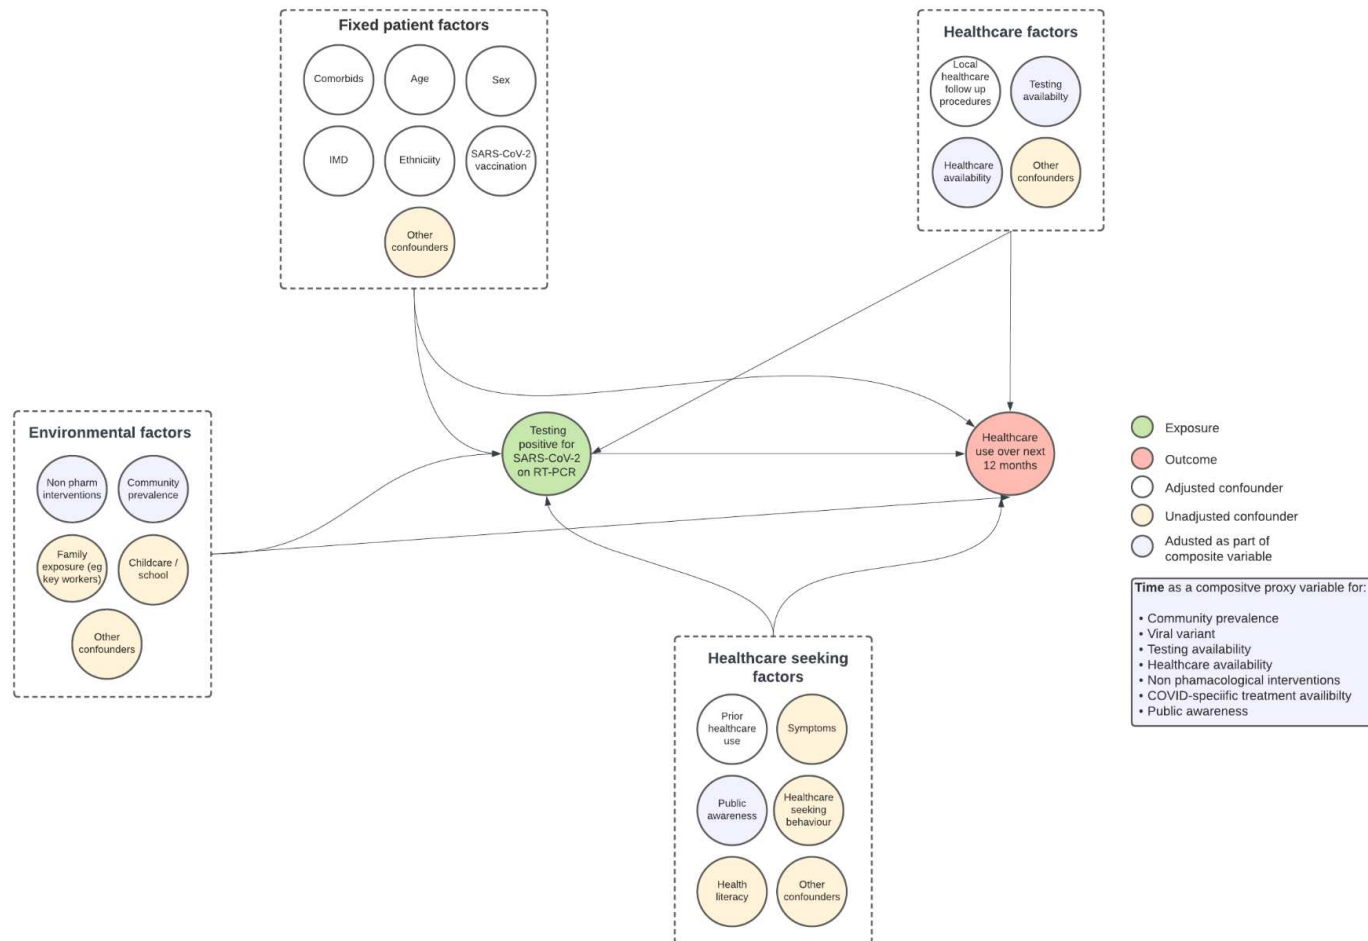 Fixed patient factors
Comorbids
Age
Sex
IMD
Ethniciity
SARS-CoV-2
vaccination
Other
confounders
Healthcare factors
Local
healthcare
follow up
procedures
Testing
availabilty
Healthcare
availability
Other
confounders
Environmental factors
Non pharm
interventions
Community
prevalence
Family
exposure (eg
key workers)
Childcare /
school
Other
confounders
Testing
positive for
SARS-CoV-2
on RT-PCR
Healthcare
use over next
12 months
Healthcare seeking
factors
Prior
healthcare
use
Symptoms
Public
awareness
Healthcare
seeking
behaviour
Health
literacy
Other
confounders
Exposure
Outcome
Adjusted confounder
Unadjusted confounder
Adusted as part of
composite variable
Time as a compositve proxy variable for:
• Community prevalence
• Viral variant
• Testing availability
• Healthcare availability
• Non phamacological interventions
• COVID-speciific treatment availibilty
• Public awareness